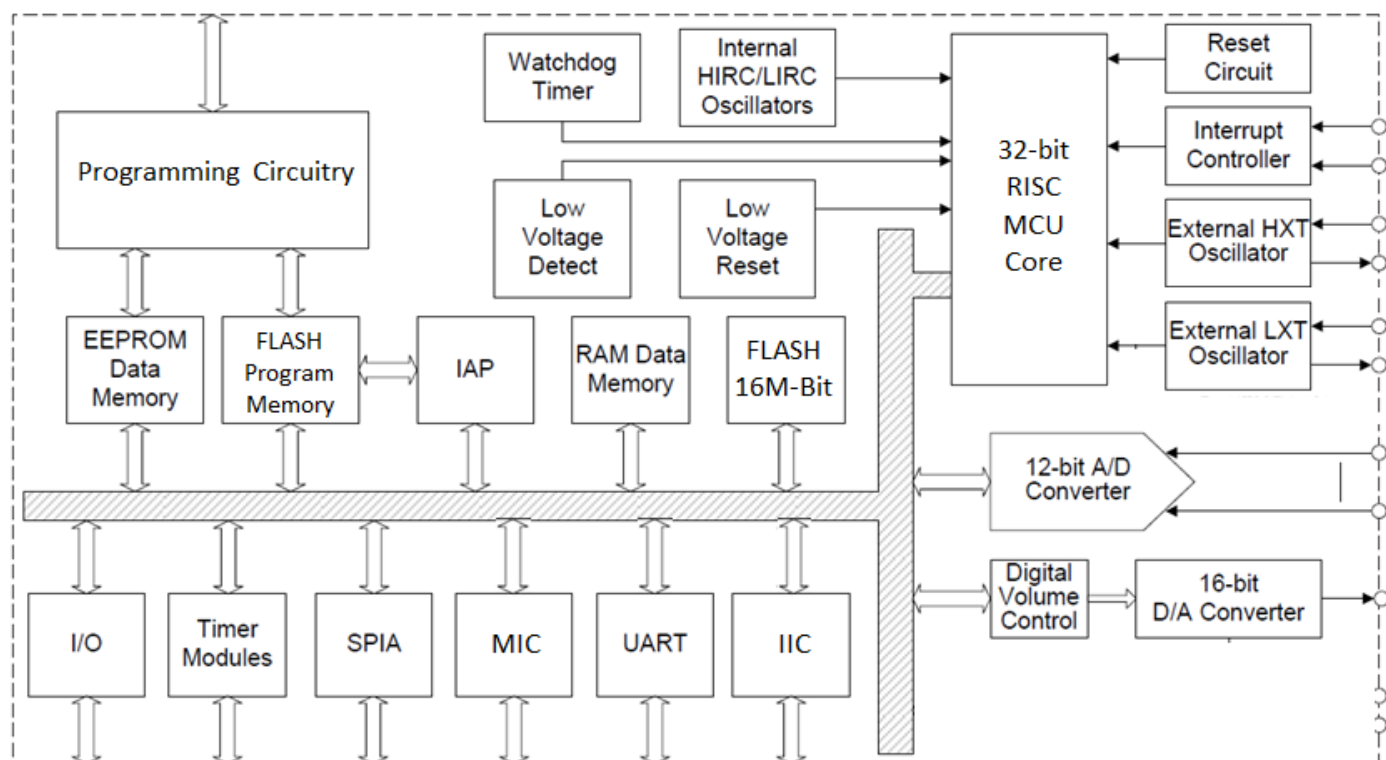 Watchdog
Timer
Internal
HIRC/LIRC
Oscillators
Reset
Circuit
Programming Circuitry
32-bit
RISC
MCU
Core
Interrupt
Controller
Low
Voltage
Detect
Low
Voltage
Reset
External HXT
Oscillator
EEPROM
Data
Memory
FLASH
Program
Memory
IAP
RAM Data
Memory
FLASH
16M-Bit
External LXT
Oscillator
12-bit A/D
Converter
Digital
Volume
Control
16-bit
D/A Converter
I/O
Timer
Modules
SPIA
MIC
UART
IIC